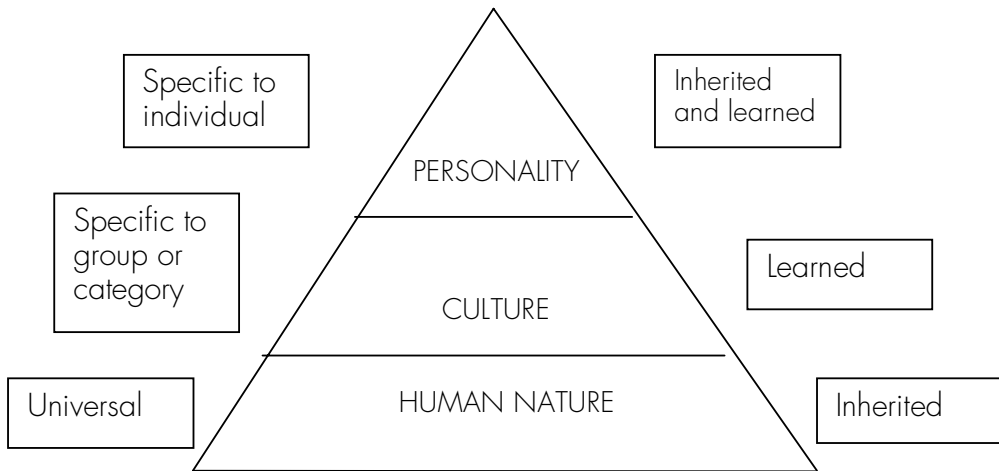 Specific to
individual
Inherited
and learned
PERSONALITY
Specific to
group or
category
Learned
CULTURE
Universal
HUMAN NATURE
Inherited